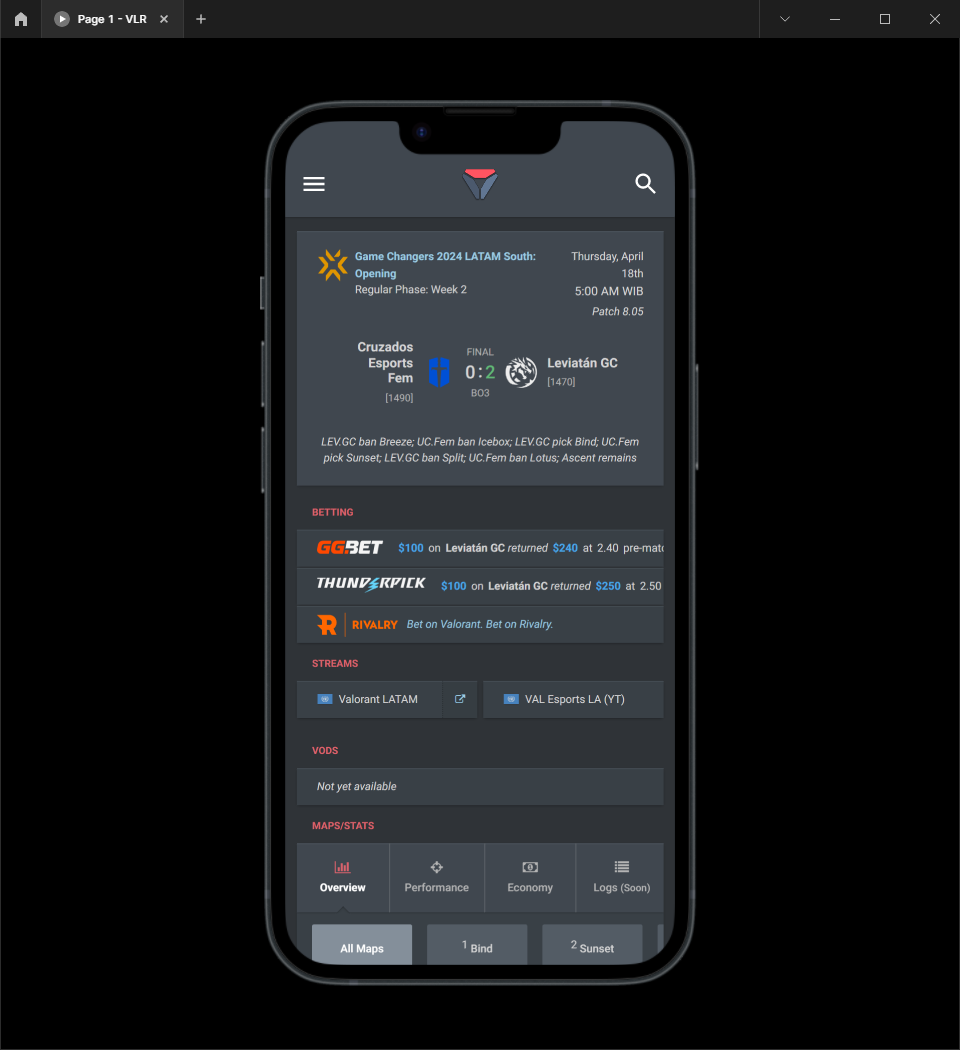 Page 1 - VLR
Game Changers 2024 LATAM South:
Opening
Regular Phase: Week 2
Thursday, April
18th
5:00 AM WIB
Patch 8.05
Cruzados
Esports
Fem
[1490]
FINAL
0 : 2
BO3
Leviatán GC
[1470]
LEV.GC ban Breeze; UC.Fem ban Icebox; LEV.GC pick Bind; UC.Fem
pick Sunset; LEV.GC ban Split; UC.Fem ban Lotus; Ascent remains
BETTING
GG.BET $100 on Leviatán GC returned $240 at 2.40 pre-matc
THUNDERPICK $100 on Leviatán GC returned $250 at 2.50
RIVALRY Bet on Valorant. Bet on Rivalry.
STREAMS
Valorant LATAM
VAL Esports LA (YT)
VODS
Not yet available
MAPS/STATS
Overview Performance Economy Logs (Soon)
All Maps 1 Bind 2 Sunset